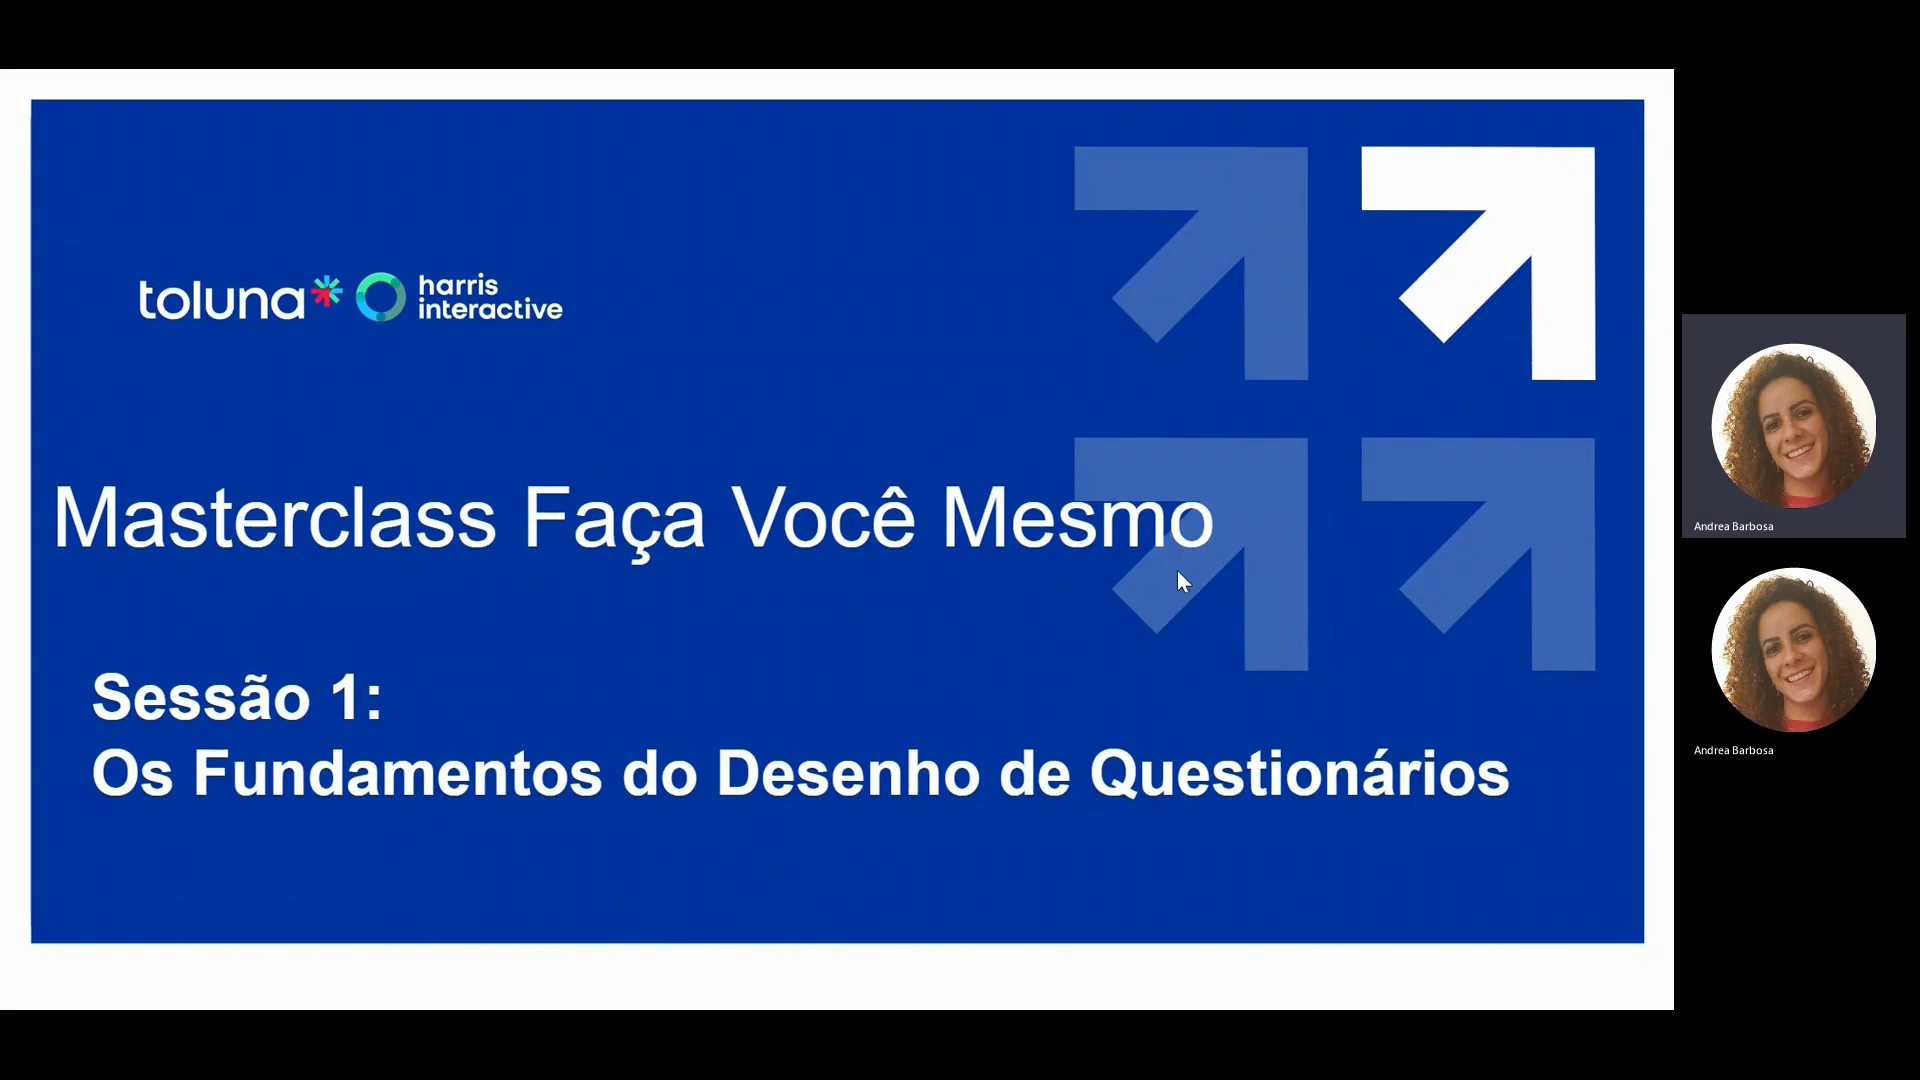 toluna harris
interactive
Masterclass Faça Você Mesmo
Sessão 1:
Os Fundamentos do Desenho de Questionários
Andrea Barbosa
Andrea Barbosa